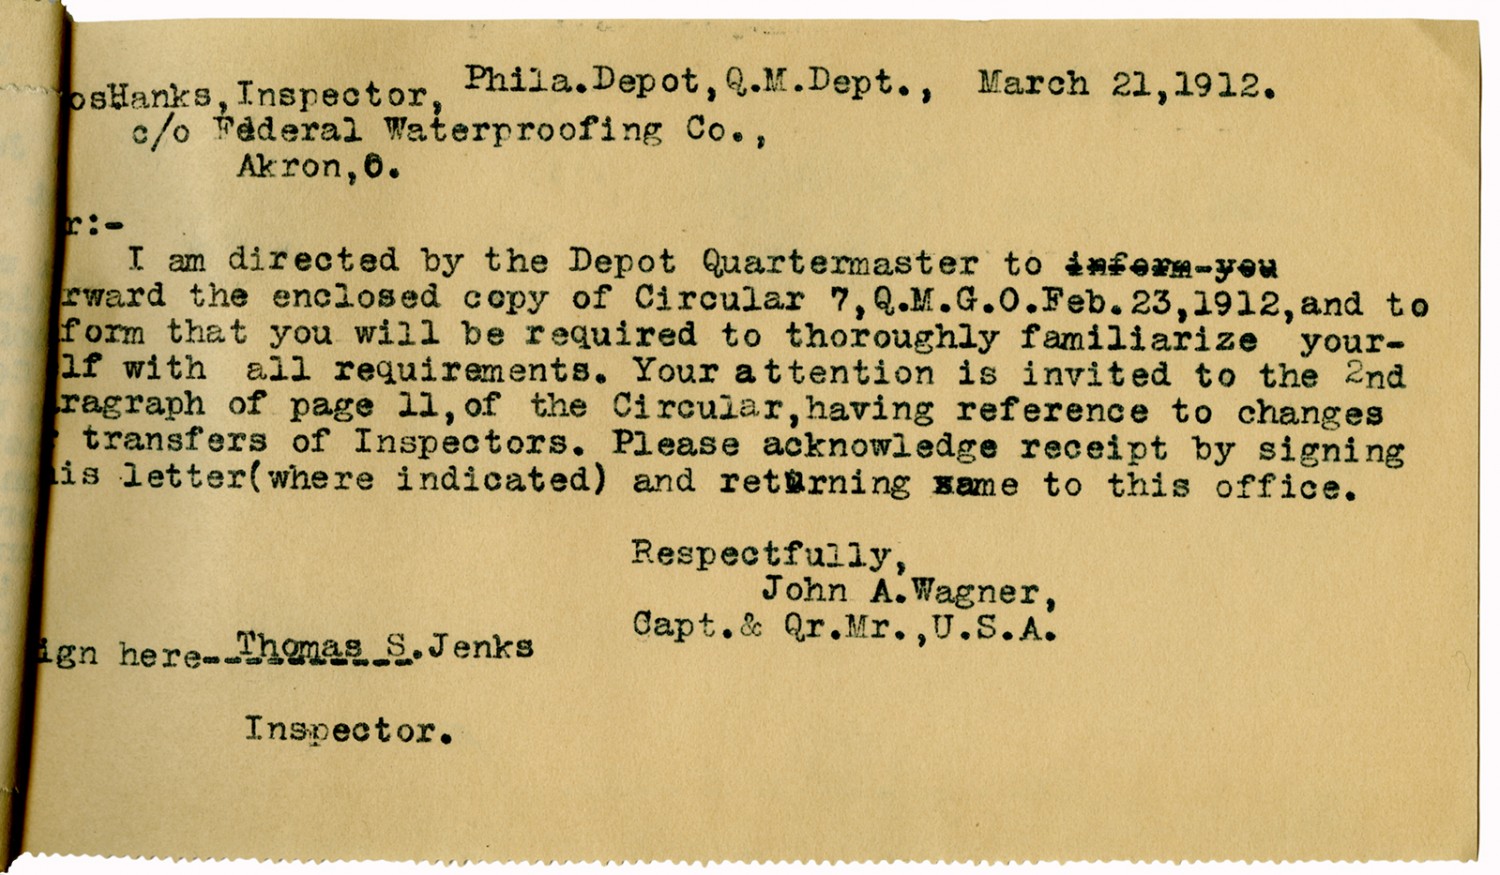 osHanks,Inspector, Phila.Depot,Q.M.Dept., March 21,1912.
c/o Federal Waterproofing Co.,
Akron,O.
r:-
I am directed by the Depot Quartermaster to inform-you
rward the enclosed copy of Circular 7,Q.M.G.O.Feb.23,1912,and to
form that you will be required to thoroughly familiarize your-
lf with all requirements. Your attention is invited to the 2nd
ragraph of page 11,of the Circular,having reference to changes
r transfers of Inspectors. Please acknowledge receipt by signing
is letter(where indicated) and returning same to this office.
Respectfully,
John A.Wagner,
Capt.& Qr.Mr.,U.S.A.
ign here--Thomas S.Jenks
Inspector.